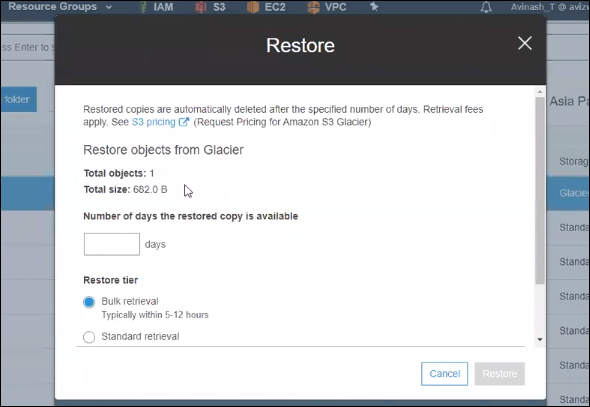 Resource Groups IAM S3 EC2 VPC Avinash_T @ avizw
ss Enter to s
Restore
folder
Asia Pa
Restored copies are automatically deleted after the specified number of days. Retrieval fees
apply. See S3 pricing (Request Pricing for Amazon S3 Glacier)
Restore objects from Glacier
Storag
Total objects: 1
Total size: 682.0 B
Glacie
Number of days the restored copy is available
Standa
days
Standa
Restore tier
Bulk retrieval
Standa
Typically within 5-12 hours
Standard retrieval
Standa
Cancel Restore
Standa
Standa